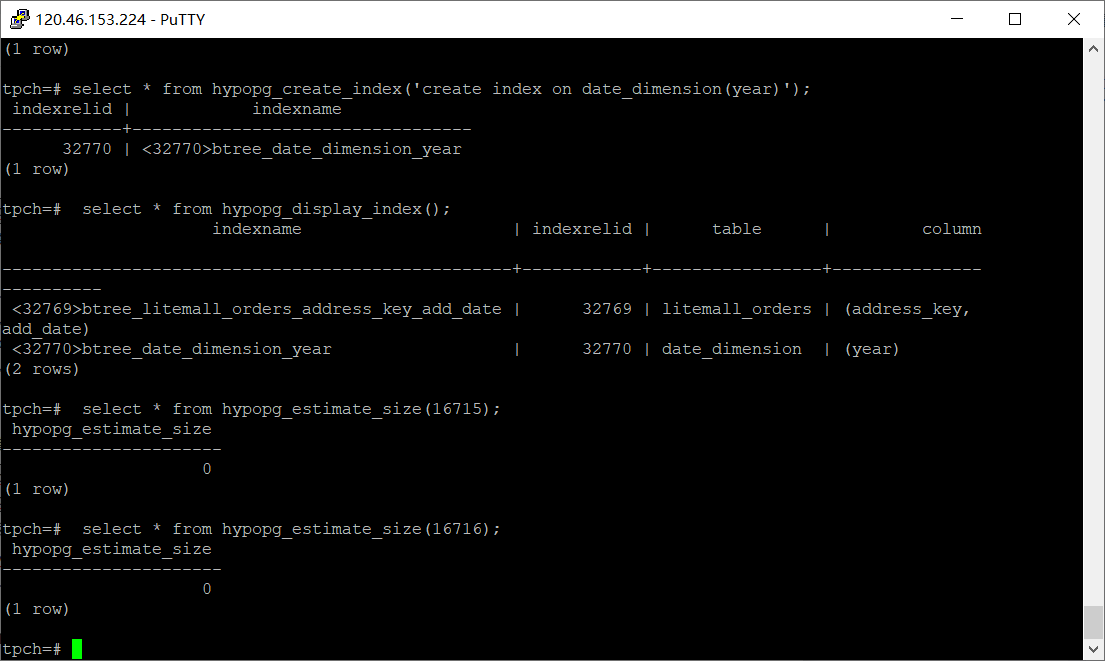 120.46.153.224 - PuTTY
(1 row)
tpch=# select * from hypopg_create_index('create index on date_dimension(year)');
 indexrelid |            indexname
------------+----------------------------------
      32770 | <32770>btree_date_dimension_year
(1 row)
tpch=#  select * from hypopg_display_index();
                     indexname                     | indexrelid |      table      |         column
---------------------------------------------------+------------+-----------------+---------------
----------
 <32769>btree_litemall_orders_address_key_add_date |      32769 | litemall_orders | (address_key,
add_date)
 <32770>btree_date_dimension_year                  |      32770 | date_dimension  | (year)
(2 rows)
tpch=#  select * from hypopg_estimate_size(16715);
 hypopg_estimate_size
----------------------
                    0
(1 row)
tpch=#  select * from hypopg_estimate_size(16716);
 hypopg_estimate_size
----------------------
                    0
(1 row)
tpch=#